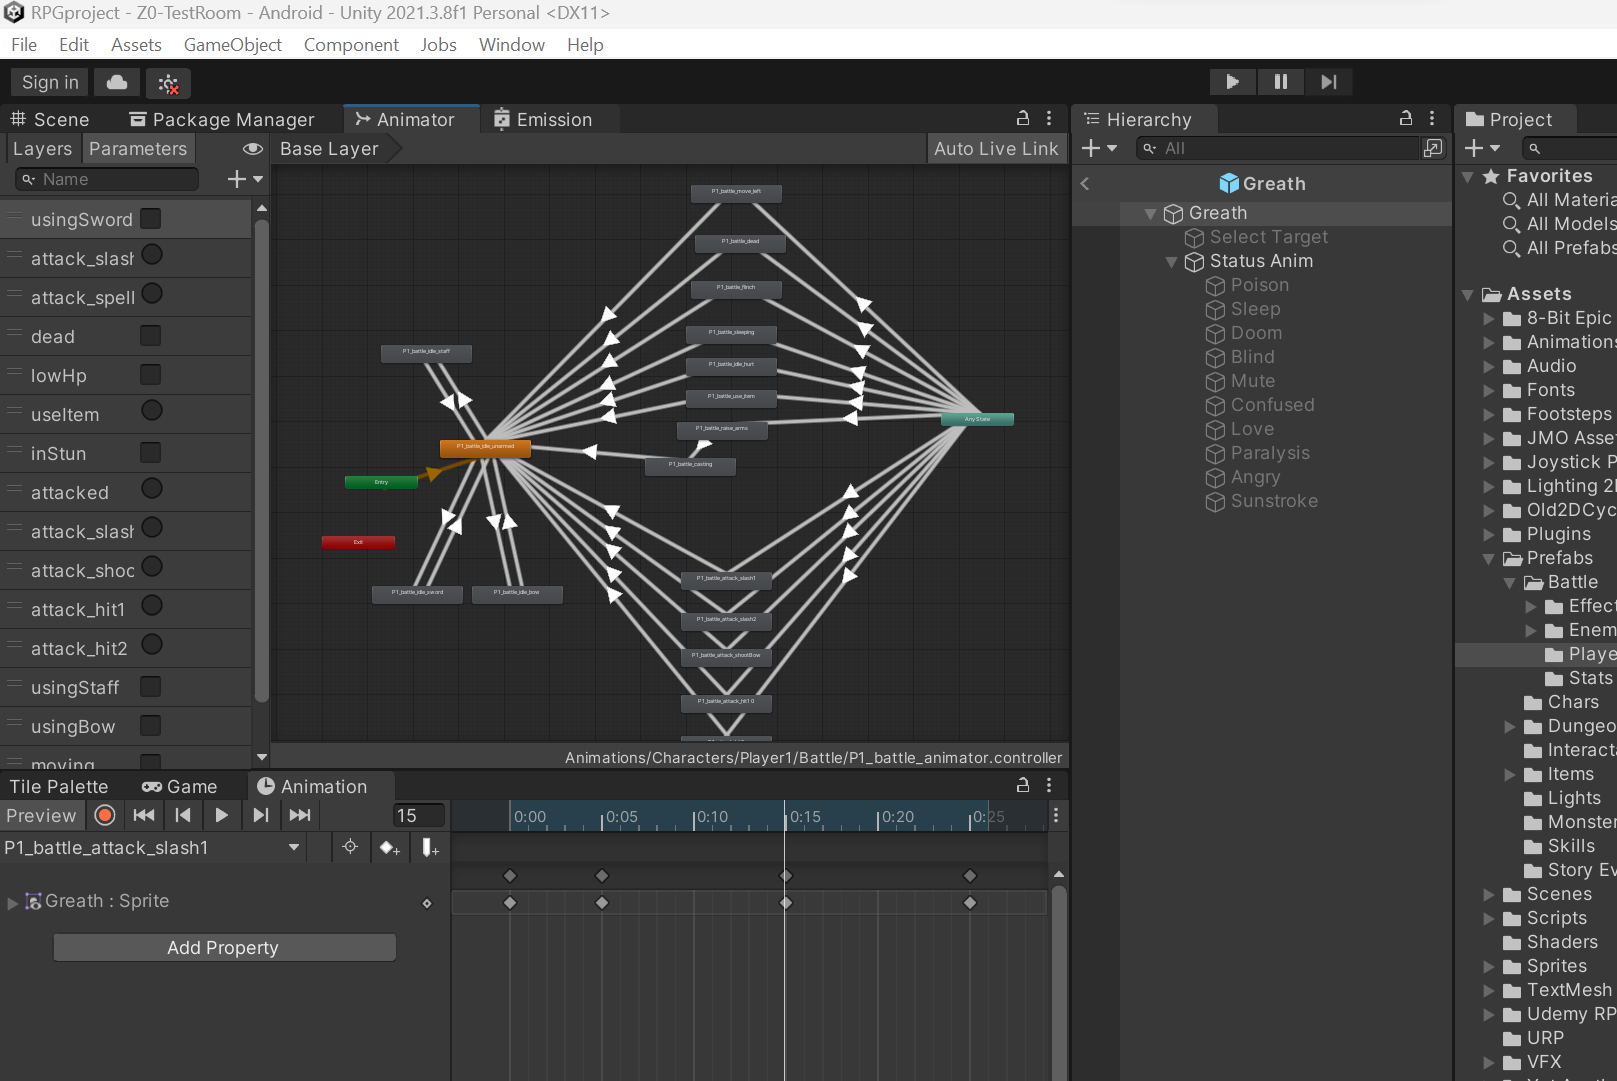 RPGproject - Z0-TestRoom - Android - Unity 2021.3.8f1 Personal <DX11>
File Edit Assets GameObject Component Jobs Window Help
Sign in
Scene Package Manager Animator Emission
Layers Parameters Base Layer Auto Live Link
Name
usingSword
attack_slash
attack_spell
dead
lowHp
useItem
inStun
attacked
attack_slash
attack_shoo
attack_hit1
attack_hit2
usingStaff
usingBow
moving
P1_battle_move_left
P1_battle_dead
P1_battle_flinch
P1_battle_sleeping
P1_battle_idle_hurt
P1_battle_use_item
P1_battle_raise_arms
P1_battle_casting
Any State
P1_battle_idle_staff
P1_battle_idle_unarmed
Entry
Exit
P1_battle_idle_sword
P1_battle_idle_bow
P1_battle_attack_slash1
P1_battle_attack_slash2
P1_battle_attack_shootBow
P1_battle_attack_hit1 0
Animations/Characters/Player1/Battle/P1_battle_animator.controller
Tile Palette Game Animation
Preview 15
0:00 0:05 0:10 0:15 0:20 0:25
P1_battle_attack_slash1
Greath : Sprite
Add Property
Hierarchy
All
Greath
Greath
Select Target
Status Anim
Poison
Sleep
Doom
Blind
Mute
Confused
Love
Paralysis
Angry
Sunstroke
Project
Favorites
All Materia
All Models
All Prefabs
Assets
8-Bit Epic
Animations
Audio
Fonts
Footsteps
JMO Asse
Joystick P
Lighting 2
Old2DCyc
Plugins
Prefabs
Battle
Effect
Enem
Playe
Stats
Chars
Dungeo
Interact
Items
Lights
Monster
Skills
Story Ev
Scenes
Scripts
Shaders
Sprites
TextMesh
Udemy RP
URP
VFX